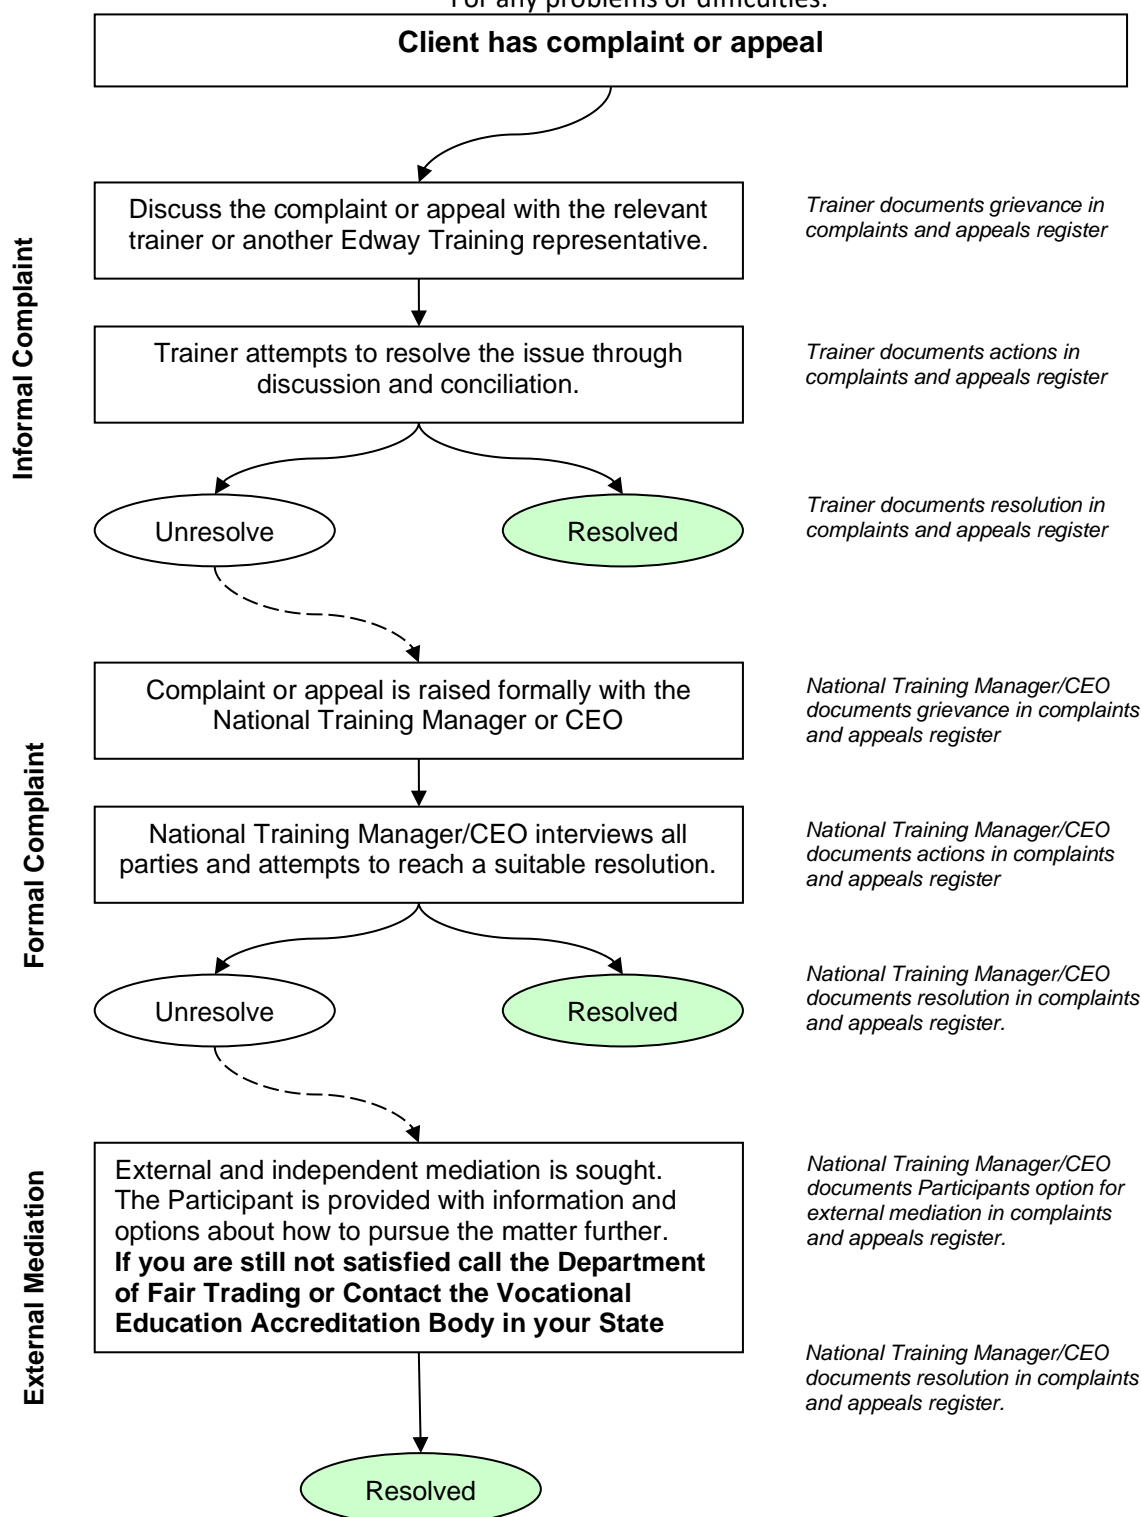 For any problems or difficulties:
Client has complaint or appeal
Informal Complaint
Discuss the complaint or appeal with the relevant
trainer or another Edway Training representative.
Trainer documents grievance in
complaints and appeals register
Trainer attempts to resolve the issue through
discussion and conciliation.
Trainer documents actions in
complaints and appeals register
Unresolve
Resolved
Trainer documents resolution in
complaints and appeals register
Formal Complaint
Complaint or appeal is raised formally with the
National Training Manager or CEO
National Training Manager/CEO
documents grievance in complaints
and appeals register
National Training Manager/CEO interviews all
parties and attempts to reach a suitable resolution.
National Training Manager/CEO
documents actions in complaints
and appeals register
Unresolve
Resolved
National Training Manager/CEO
documents resolution in complaints
and appeals register.
External Mediation
External and independent mediation is sought.
The Participant is provided with information and
options about how to pursue the matter further.
If you are still not satisfied call the Department
of Fair Trading or Contact the Vocational
Education Accreditation Body in your State
National Training Manager/CEO
documents Participants option for
external mediation in complaints
and appeals register.
National Training Manager/CEO
documents resolution in complaints
and appeals register.
Resolved